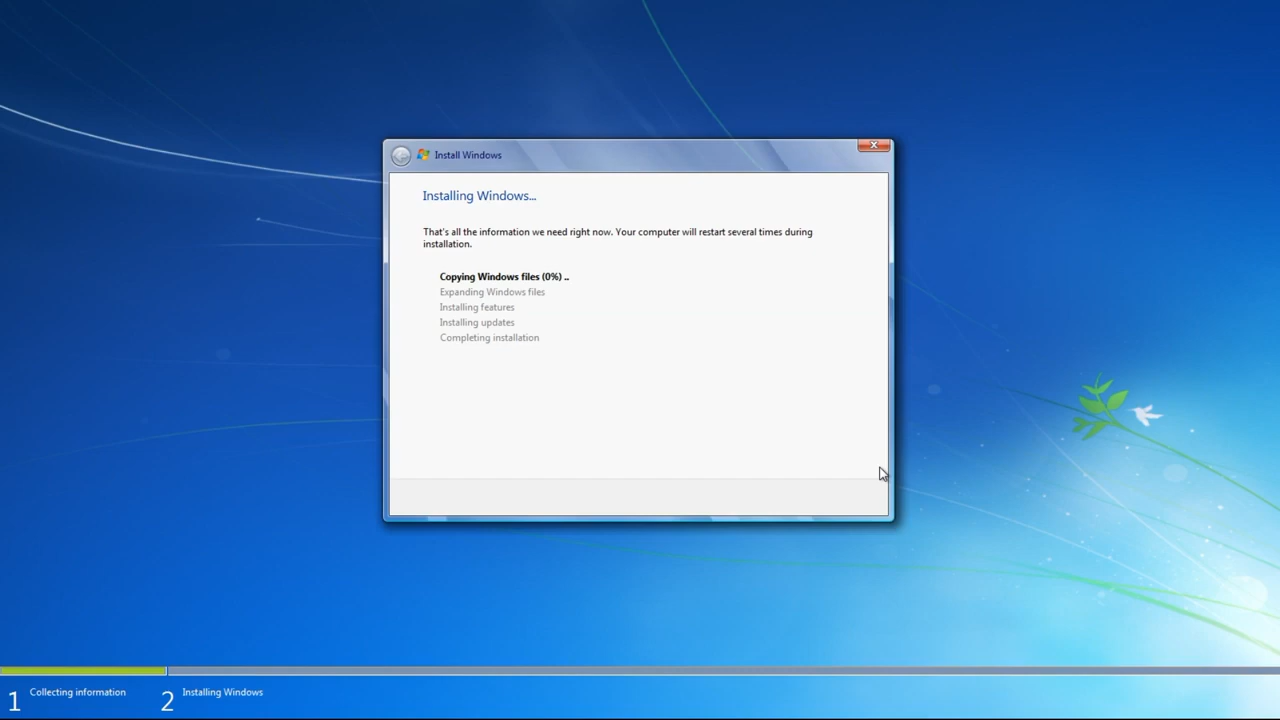 Install Windows
Installing Windows...
That's all the information we need right now. Your computer will restart several times during
installation.
Copying Windows files (0%) ..
Expanding Windows files
Installing features
Installing updates
Completing installation
1 Collecting information
2 Installing Windows